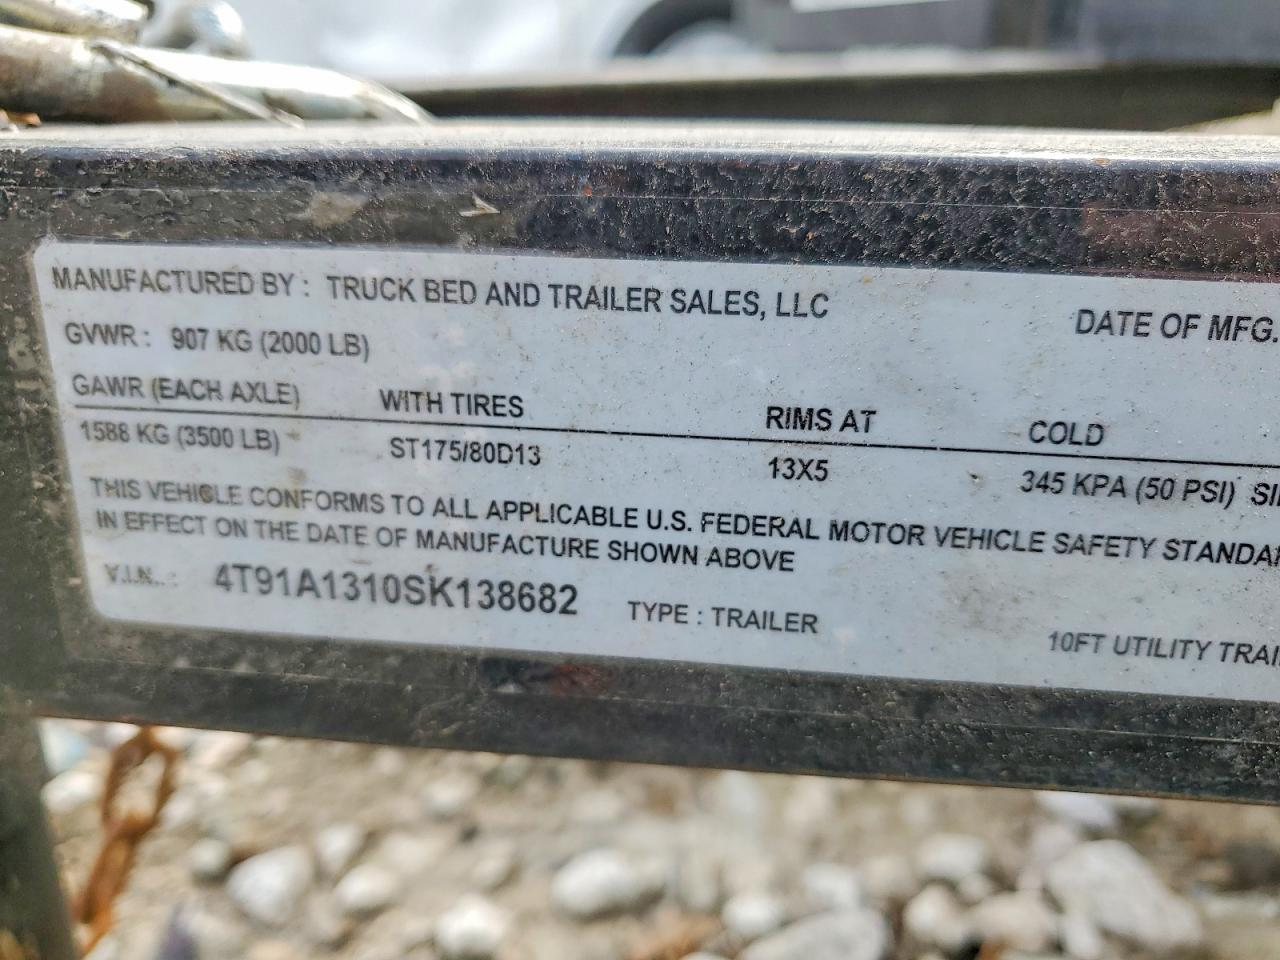 MANUFACTURED BY : TRUCK BED AND TRAILER SALES, LLC DATE OF MFG.
GVWR : 907 KG (2000 LB)
GAWR (EACH AXLE) WITH TIRES RIMS AT COLD
1588 KG (3500 LB) ST175/80D13 13X5 345 KPA (50 PSI)
THIS VEHICLE CONFORMS TO ALL APPLICABLE U.S. FEDERAL MOTOR VEHICLE SAFETY STANDA
IN EFFECT ON THE DATE OF MANUFACTURE SHOWN ABOVE
V.I.N.. : 4T91A1310SK138682 TYPE : TRAILER 10FT UTILITY TRAI